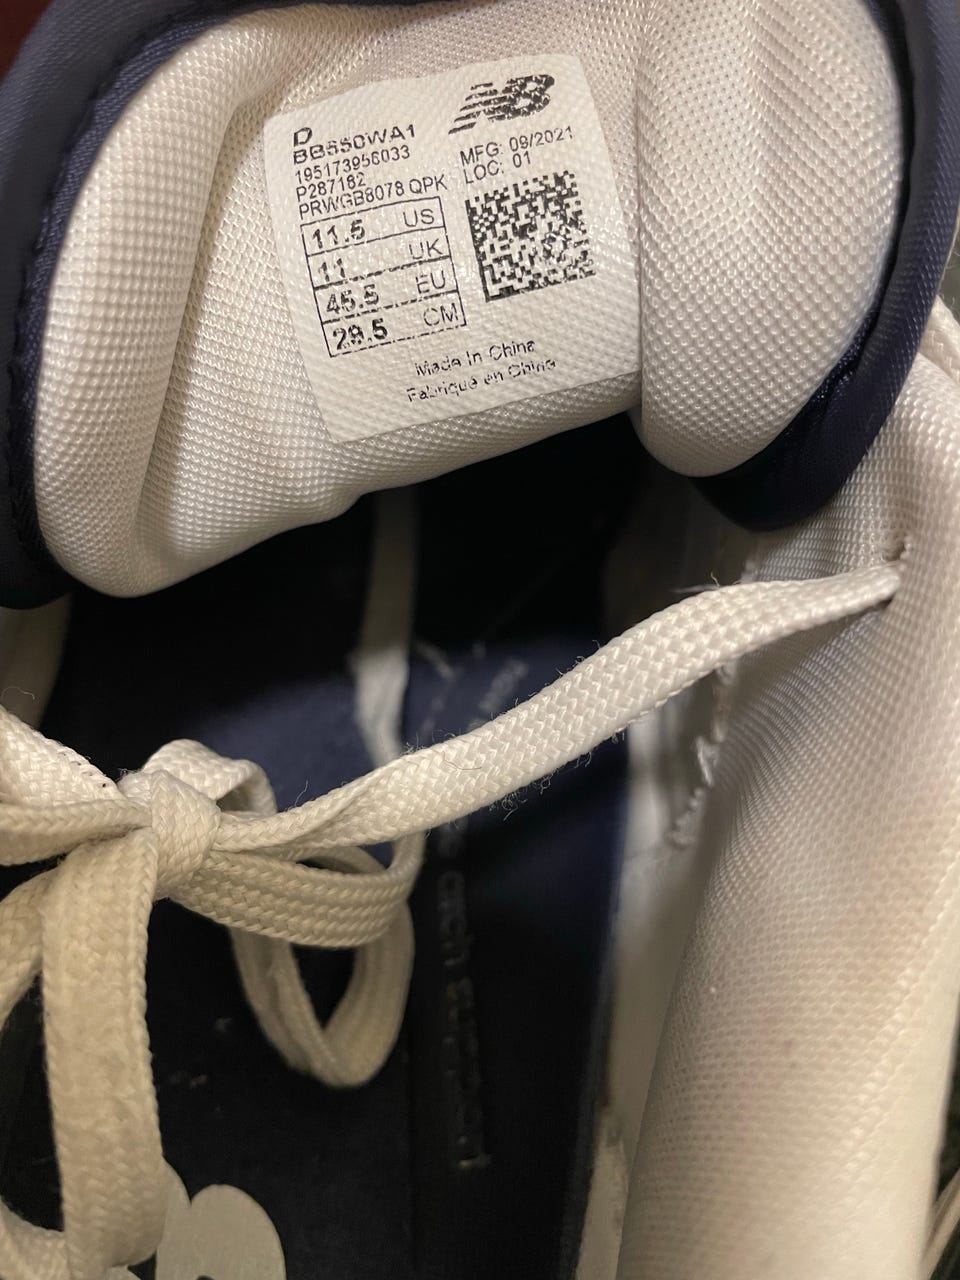 D
BB550WA1
195173956033
P287182
PRWGB8078 QPK
11.5 US
11 UK
45.5 EU
29.5 CM
NB
MFG: 09/2021
LOC: 01
Made in China
Fabriqué en Chine